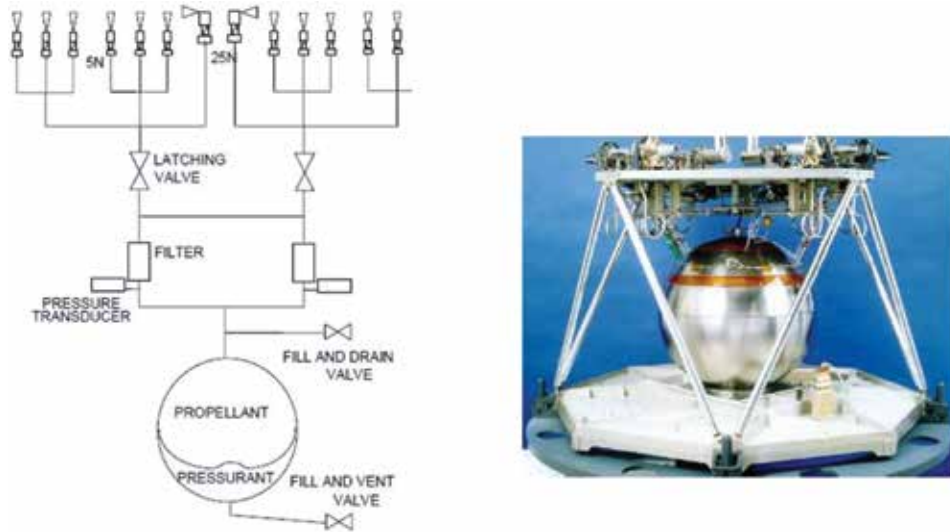 5N
25N
LATCHING
VALVE
FILTER
PRESSURE
TRANSDUCER
FILL AND DRAIN
VALVE
PROPELLANT
PRESSURANT
FILL AND VENT
VALVE